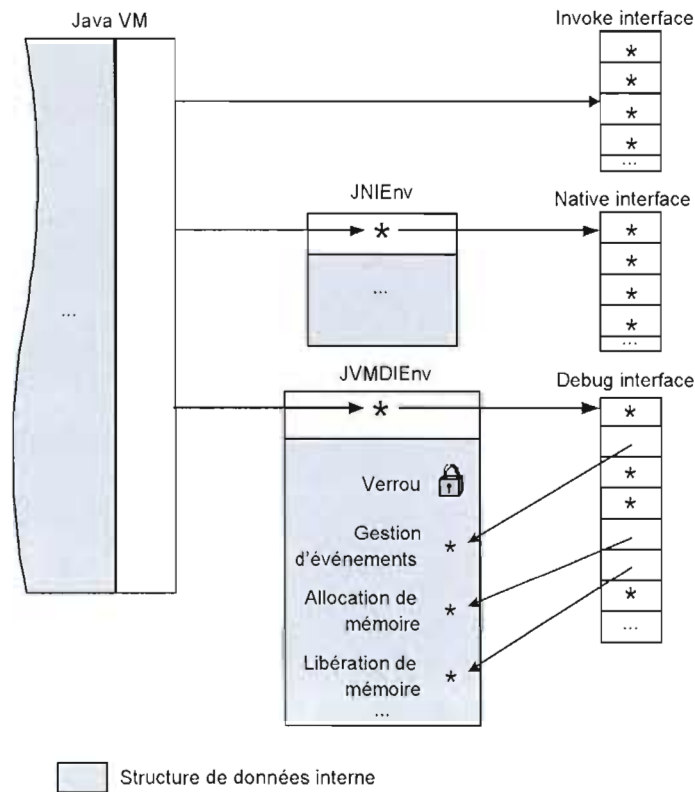 Java VM
Invoke interface
*
*
*
*
...
JNIEnv
Native interface
*
*
*
*
*
...
...
...
JVMDIEnv
Debug interface
*
*
Verrou
*
*
Gestion
d'événements
*
Allocation de
mémoire
*
*
...
Libération de
mémoire
*
...
Structure de données interne